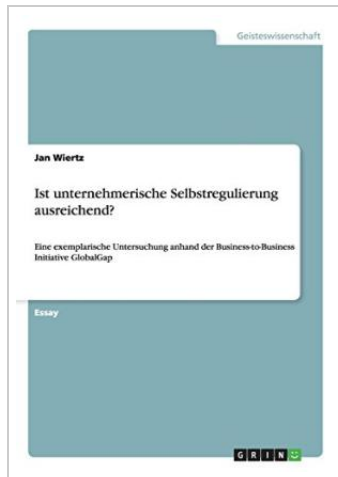 Geisteswissenschaft
Jan Wiertz
Ist unternehmerische Selbstregulierung
ausreichend?
Eine exemplarische Untersuchung anhand der Business-to-Business
Initiative GlobalGap
Essay
GRIN